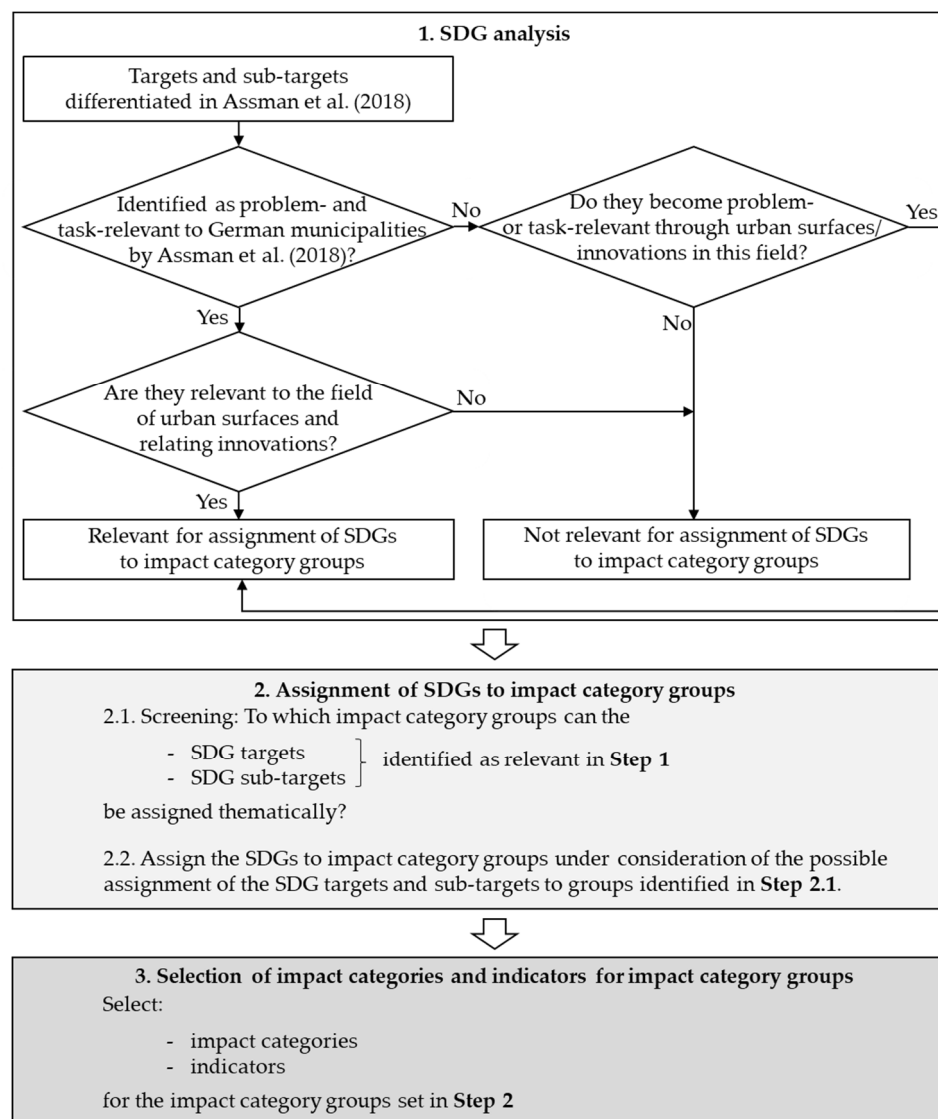 1. SDG analysis
Targets and sub-targets
differentiated in Assman et al. (2018)
Identified as problem- and
task-relevant to German municipalities
by Assman et al. (2018)?
No
Do they become problem-
or task-relevant through urban surfaces/
innovations in this field?
Yes
Yes
No
Are they relevant to the field
of urban surfaces and
relating innovations?
No
Yes
Relevant for assignment of SDGs
to impact category groups
Not relevant for assignment of SDGs
to impact category groups
2. Assignment of SDGs to impact category groups
2.1. Screening: To which impact category groups can the
- SDG targets
- SDG sub-targets
identified as relevant in Step 1
be assigned thematically?
2.2. Assign the SDGs to impact category groups under consideration of the possible
assignment of the SDG targets and sub-targets to groups identified in Step 2.1.
3. Selection of impact categories and indicators for impact category groups
Select:
- impact categories
- indicators
for the impact category groups set in Step 2